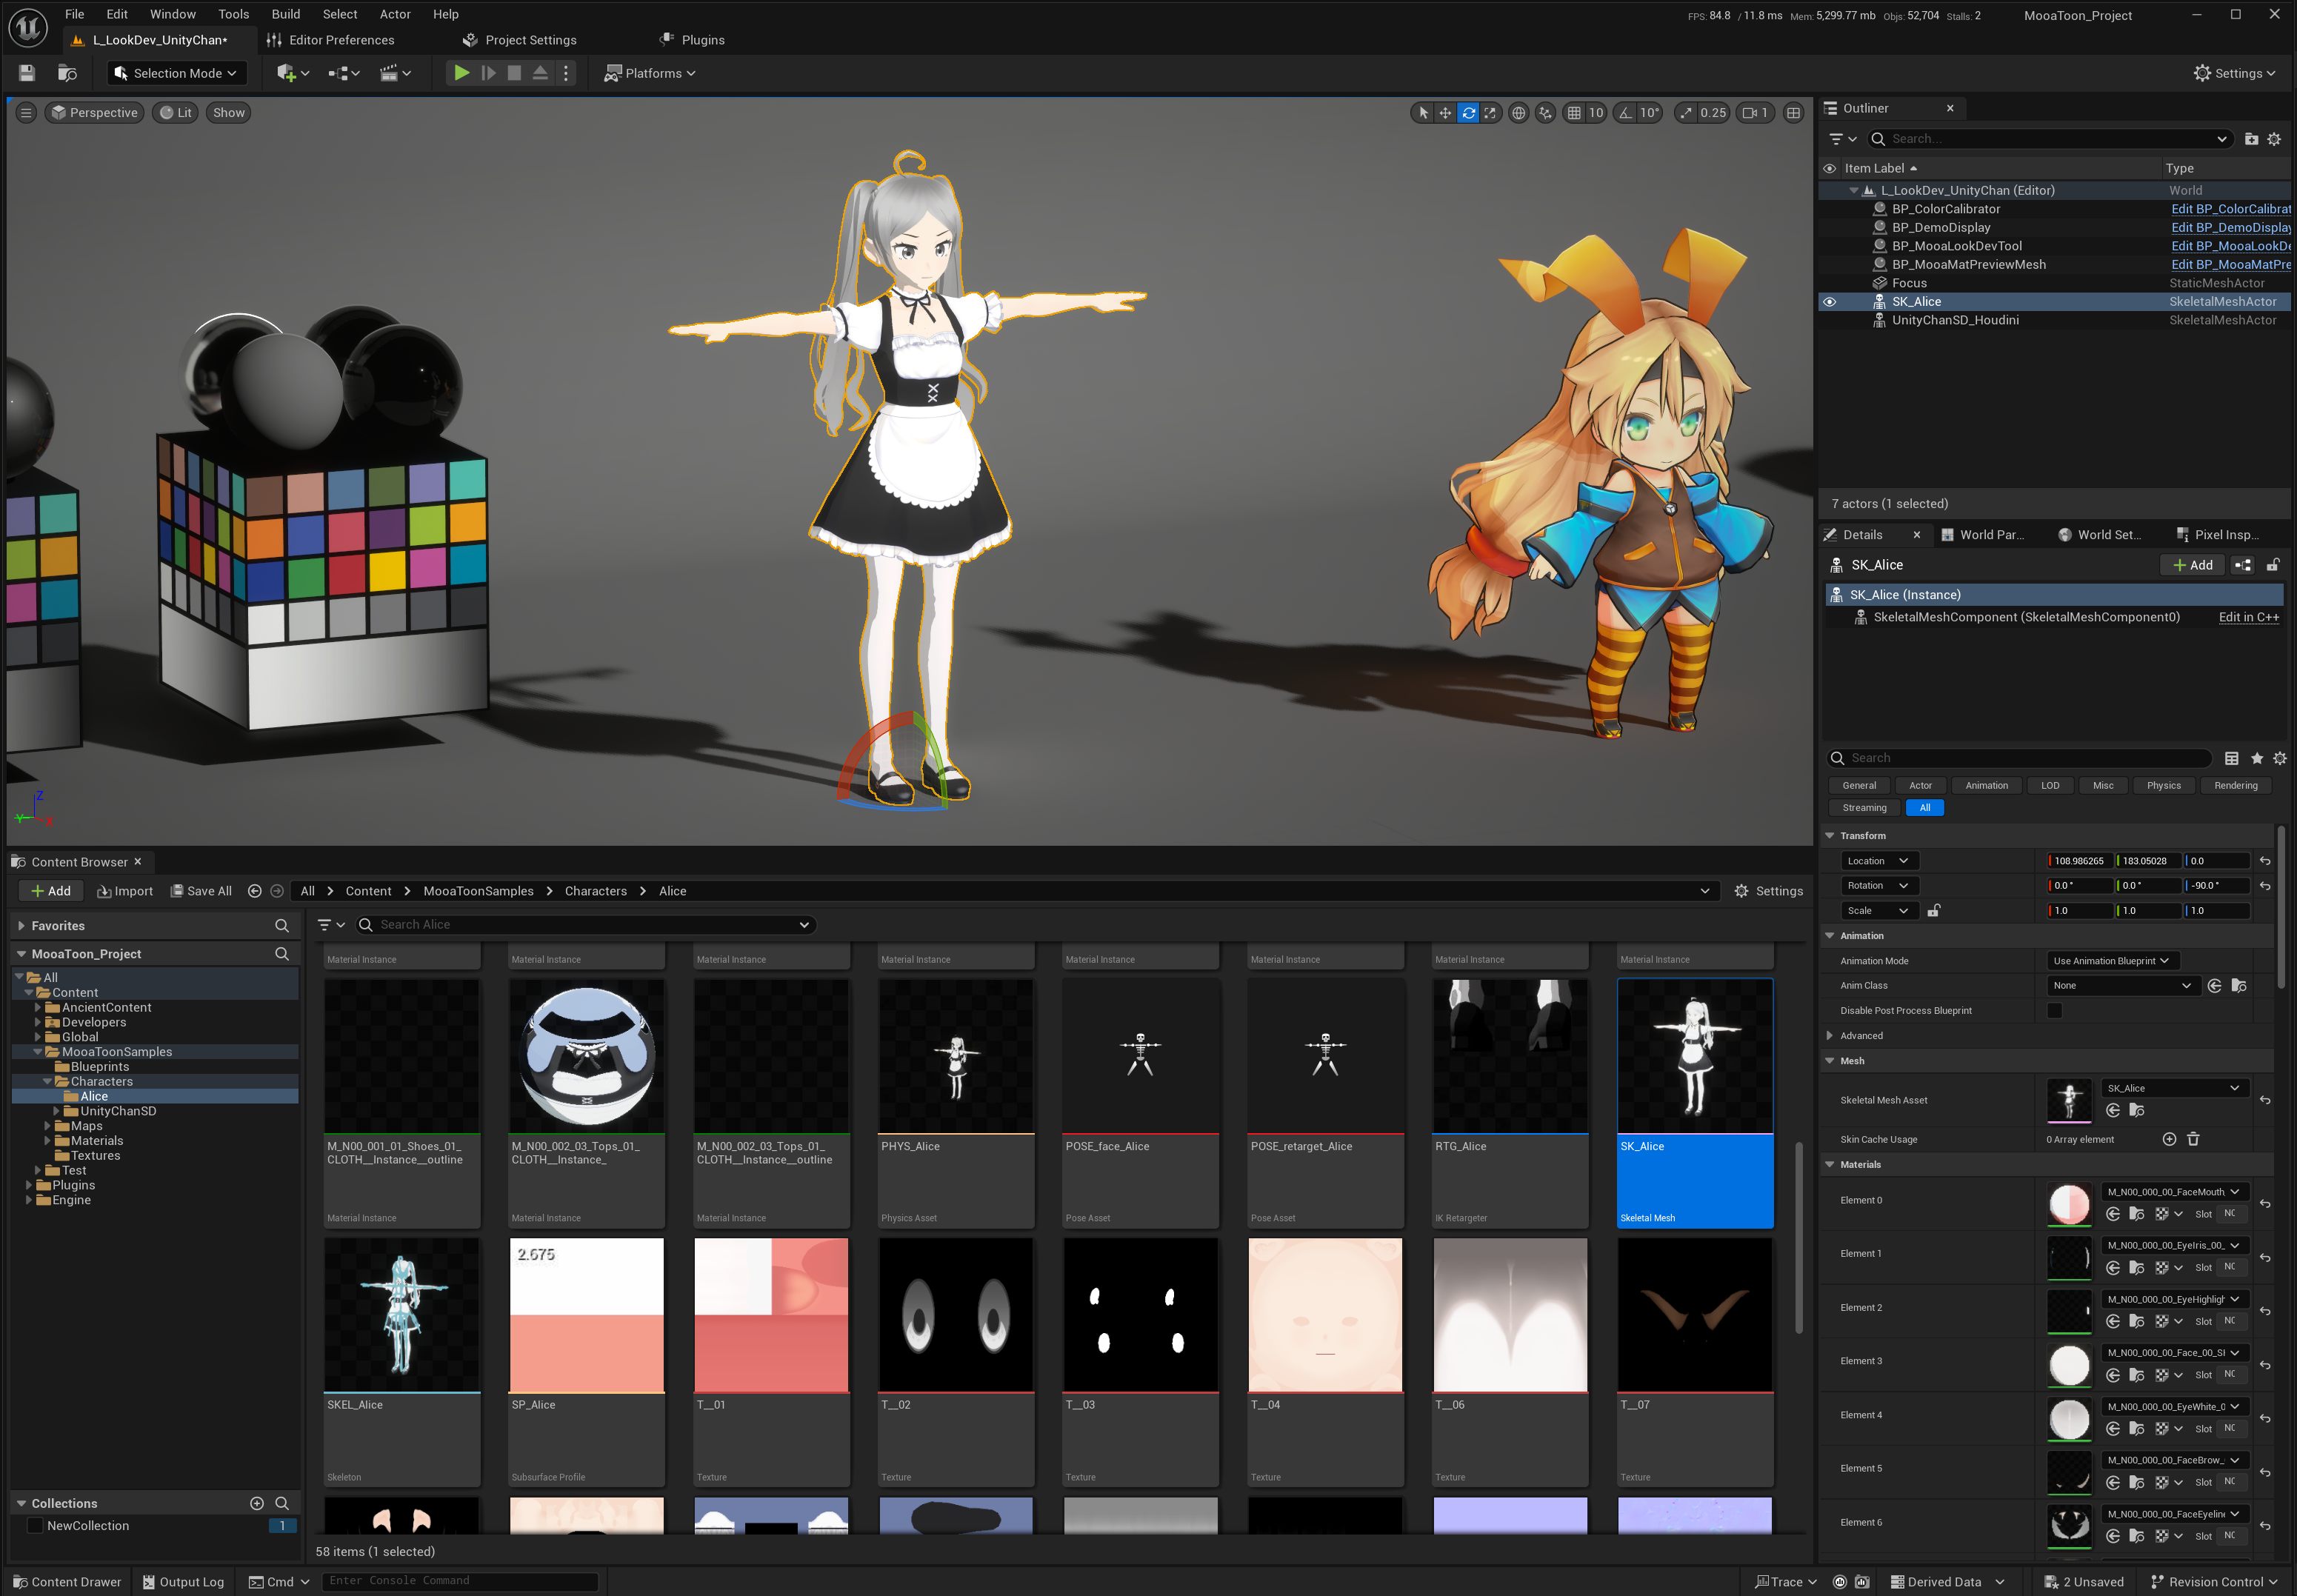 File Edit Window Tools Build Select Actor Help
FPS: 84.8 / 11.8 ms Mem: 5,299.77 mb Objs: 52,704 Stalls: 2 MooaToon_Project
L_LookDev_UnityChan* Editor Preferences Project Settings Plugins
Selection Mode Platforms Settings
Perspective Lit Show 10 10° 0.25 1
Z
Y
X
Outliner
Search...
Item Label Type
L_LookDev_UnityChan (Editor) World
BP_ColorCalibrator Edit BP_ColorCalibrat
BP_DemoDisplay Edit BP_DemoDisplay
BP_MooaLookDevTool Edit BP_MooaLookDe
BP_MooaMatPreviewMesh Edit BP_MooaMatPre
Focus StaticMeshActor
SK_Alice SkeletalMeshActor
UnityChanSD_Houdini SkeletalMeshActor
7 actors (1 selected)
Details World Par... World Set... Pixel Insp...
SK_Alice Add
SK_Alice (Instance)
SkeletalMeshComponent (SkeletalMeshComponent0) Edit in C++
Search
General Actor Animation LOD Misc Physics Rendering
Streaming All
Transform
Location 108.986265 183.05028 0.0
Rotation 0.0 ° 0.0 ° -90.0 °
Scale 1.0 1.0 1.0
Animation
Animation Mode Use Animation Blueprint
Anim Class None
Disable Post Process Blueprint
Advanced
Mesh
Skeletal Mesh Asset SK_Alice
Skin Cache Usage 0 Array element
Materials
Element 0 M_N00_000_00_FaceMouth_
Slot NC
Element 1 M_N00_000_00_EyeIris_00_
Slot NC
Element 2 M_N00_000_00_EyeHighligh
Slot NC
Element 3 M_N00_000_00_Face_00_SI
Slot NC
Element 4 M_N00_000_00_EyeWhite_0
Slot NC
Element 5 M_N00_000_00_FaceBrow_
Slot NC
Element 6 M_N00_000_00_FaceEyeline
Slot NC
Content Browser
Add Import Save All All Content MooaToonSamples Characters Alice Settings
Favorites
MooaToon_Project
All
Content
AncientContent
Developers
Global
MooaToonSamples
Blueprints
Characters
Alice
UnityChanSD
Maps
Materials
Textures
Test
Plugins
Engine
Collections
NewCollection 1
Search Alice
Material Instance Material Instance Material Instance Material Instance Material Instance Material Instance Material Instance Material Instance
M_N00_001_01_Shoes_01_ M_N00_002_03_Tops_01_ M_N00_002_03_Tops_01_ PHYS_Alice POSE_face_Alice POSE_retarget_Alice RTG_Alice SK_Alice
CLOTH__Instance__outline CLOTH__Instance_ CLOTH__Instance__outline
Material Instance Material Instance Material Instance Physics Asset Pose Asset Pose Asset IK Retargeter Skeletal Mesh
2.675
SKEL_Alice SP_Alice T__01 T__02 T__03 T__04 T__06 T__07
Skeleton Subsurface Profile Texture Texture Texture Texture Texture Texture
58 items (1 selected)
Content Drawer Output Log Cmd Enter Console Command Trace Derived Data 2 Unsaved Revision Control